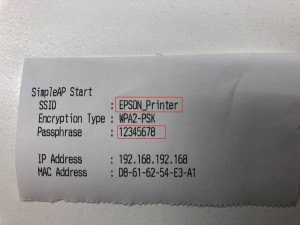 SimpleAP Start
SSID : EPSON_Printer
Encryption Type : WPA2-PSK
Passphrase : 12345678
IP Address : 192.168.192.168
MAC Address : D8-61-62-54-E3-A1